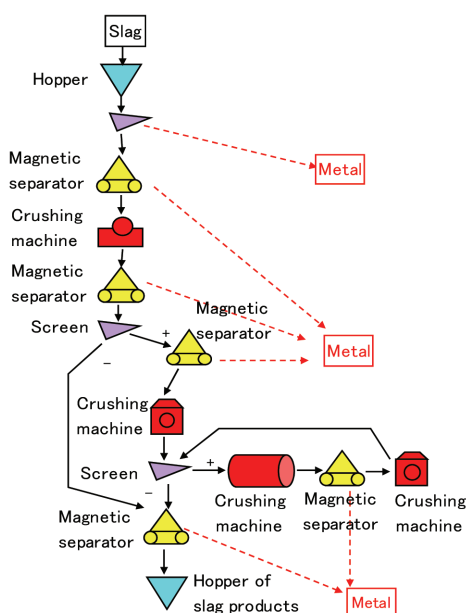 Slag
Hopper
Magnetic
separator
Metal
Crushing
machine
Magnetic
separator
Magnetic
separator
Screen
+
−
Metal
Crushing
machine
Screen
+
−
Crushing
machine
Magnetic
separator
Crushing
machine
Magnetic
separator
Hopper of
slag products
Metal